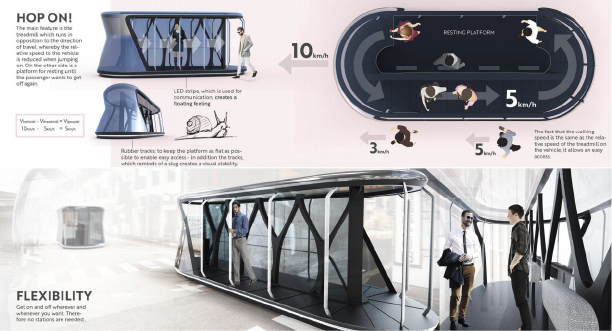 HOP ON!
The main feature is the
treadmill which runs in
opposition to the direction
of travel, whereby the rel-
ative speed to the vehicle
is reduced when jumping
on. On the other side is a
platform for resting until
the passenger wants to get
off again.
10km/h - 5km/h = 5km/h
LED stripe, which is used for
communication, creates a
floating feeling
Rubber tracks: to keep the platform as flat as pos-
sible to enable easy access - in addition the tracks,
which reminds of a slug creates a visual stability.
10km/h
RESTING PLATFORM
5km/h
3km/h
5km/h
The fact that the walking
speed is the same as the rela-
tive speed of the treadmill on
the vehicle, it allows an easy
access.
FLEXIBILITY
Get on and off wherever and
whenever you want. There-
fore no stations are needed.